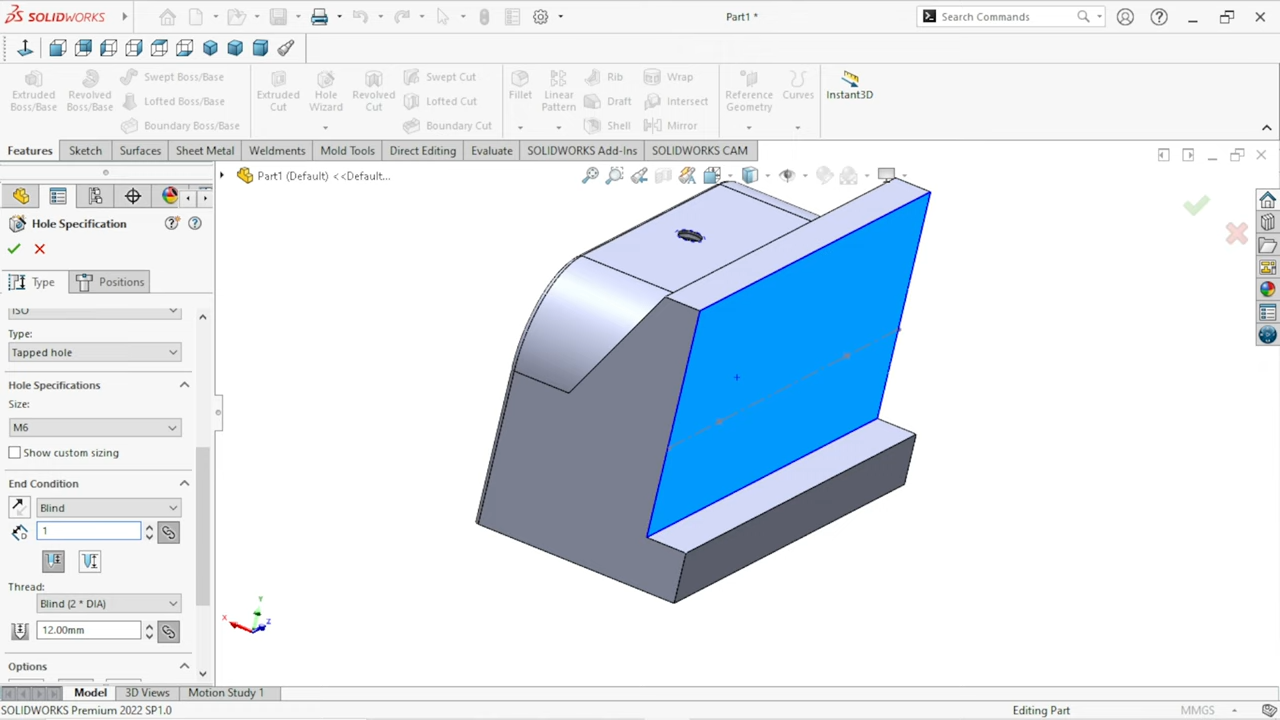 SOLIDWORKS
Part1 *
Search Commands
Extruded Boss/Base
Revolved Boss/Base
Swept Boss/Base
Lofted Boss/Base
Boundary Boss/Base
Extruded Cut
Hole Wizard
Revolved Cut
Swept Cut
Lofted Cut
Boundary Cut
Fillet
Linear Pattern
Rib
Draft
Shell
Wrap
Intersect
Mirror
Reference Geometry
Curves
Instant3D
Features
Sketch
Surfaces
Sheet Metal
Weldments
Mold Tools
Direct Editing
Evaluate
SOLIDWORKS Add-Ins
SOLIDWORKS CAM
Part1 (Default) <<Default...
Hole Specification
Type
Positions
ISO
Type:
Tapped hole
Hole Specifications
Size:
M6
Show custom sizing
End Condition
Blind
1
Thread:
Blind (2 * DIA)
12.00mm
Options
Y
X
Z
Model
3D Views
Motion Study 1
SOLIDWORKS Premium 2022 SP1.0
Editing Part
MMGS